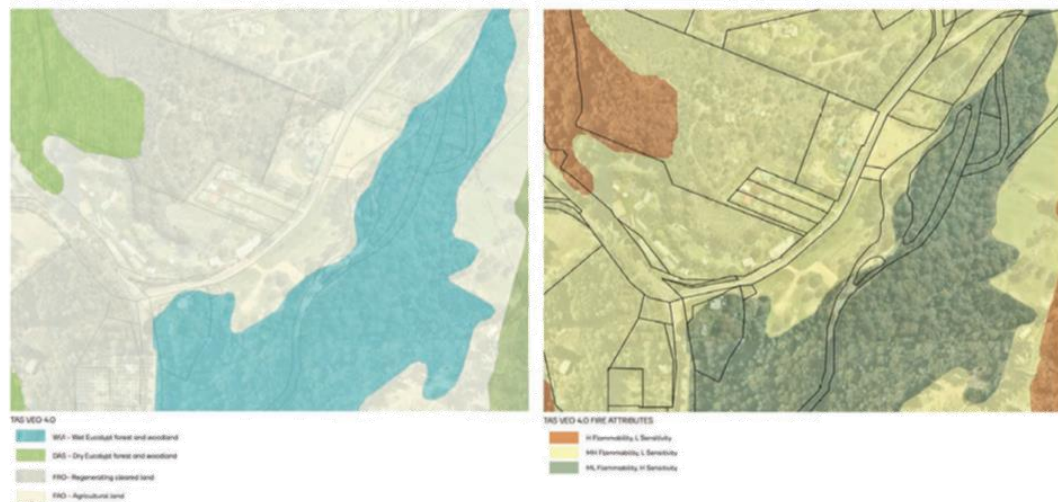 TAS VEG 4.0
Wet Eucalypt forest and woodland
DAS - Dry Eucalypt forest and woodland
FRG - Regenerating cleared land
FAG - Agricultural land
TAS VEG 4.0 FIRE ATTRIBUTES
H Flammability, L Sensitivity
MH Flammability, L Sensitivity
ML Flammability, H Sensitivity